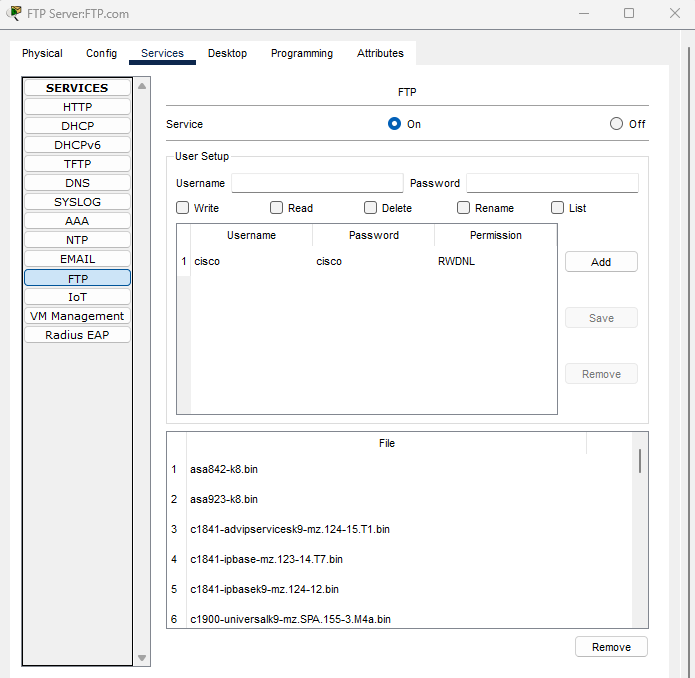 FTP Server:FTP.com
Physical Config Services Desktop Programming Attributes
SERVICES
HTTP
DHCP
DHCPv6
TFTP
DNS
SYSLOG
AAA
NTP
EMAIL
FTP
IoT
VM Management
Radius EAP
FTP
Service On Off
User Setup
Username Password
Write Read Delete Rename List
Username Password Permission
1 cisco cisco RWDNL
Add
Save
Remove
File
1 asa842-k8.bin
2 asa923-k8.bin
3 c1841-advipservicesk9-mz.124-15.T1.bin
4 c1841-ipbase-mz.123-14.T7.bin
5 c1841-ipbasek9-mz.124-12.bin
6 c1900-universalk9-mz.SPA.155-3.M4a.bin
Remove